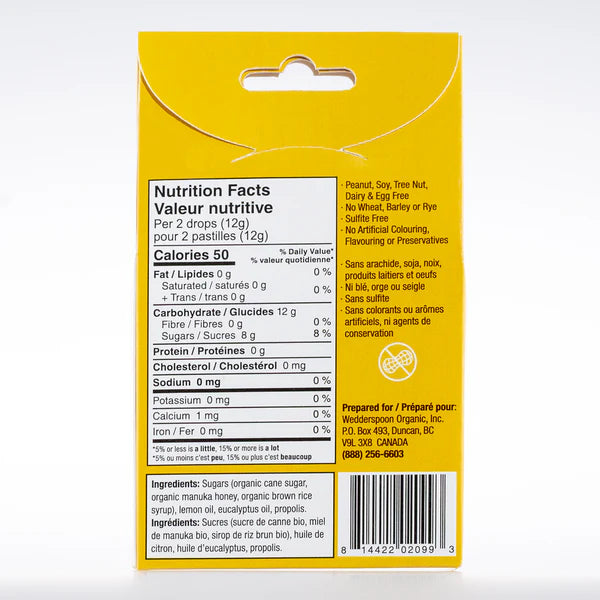 Nutrition Facts
Valeur nutritive
Per 2 drops (12g)
pour 2 pastilles (12g)
Calories 50
% Daily Value*
% valeur quotidienne*
Fat / Lipides 0 g 0 %
Saturated / saturés 0 g
+ Trans / trans 0 g
0 %
Carbohydrate / Glucides 12 g
Fibre / Fibres 0 g 0 %
Sugars / Sucres 8 g 8 %
Protein / Protéines 0 g
Cholesterol / Cholestérol 0 mg
Sodium 0 mg 0 %
Potassium 0 mg 0 %
Calcium 1 mg 0 %
Iron / Fer 0 mg 0 %
*5% or less is a little, 15% or more is a lot
*5% ou moins c'est peu, 15% ou plus c'est beaucoup
Ingredients: Sugars (organic cane sugar,
organic manuka honey, organic brown rice
syrup), lemon oil, eucalyptus oil, propolis.
Ingrédients: Sucres (sucre de canne bio, miel
de manuka bio, sirop de riz brun bio), huile de
citron, huile d'eucalyptus, propolis.
· Peanut, Soy, Tree Nut,
Dairy & Egg Free
· No Wheat, Barley or Rye
· Sulfite Free
· No Artificial Colouring,
Flavouring or Preservatives
· Sans arachide, soja, noix,
produits laitiers et oeufs
· Ni blé, orge ou seigle
· Sans sulfite
· Sans colorants ou arômes
artificiels, ni agents de
conservation
Prepared for / Préparé pour:
Wedderspoon Organic, Inc.
P.O. Box 493, Duncan, BC
V9L 3X8 CANADA
(888) 256-6603
8 14422 02099 3